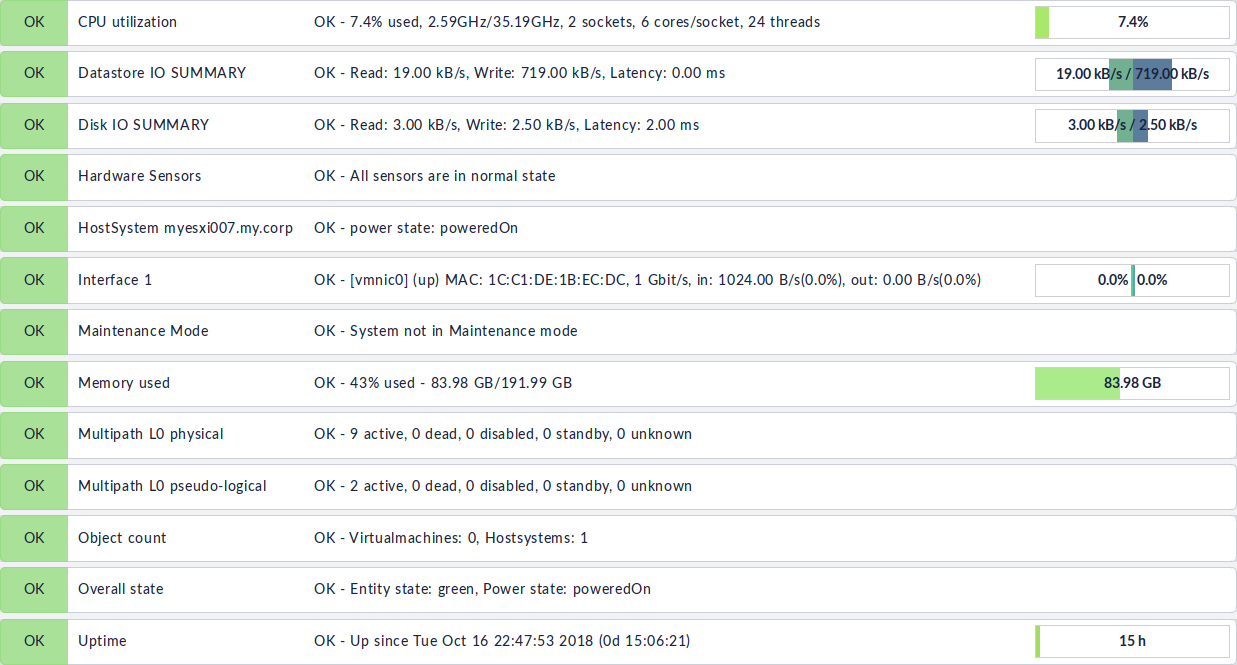 OK CPU utilization OK - 7.4% used, 2.59GHz/35.19GHz, 2 sockets, 6 cores/socket, 24 threads 7.4%
OK Datastore IO SUMMARY OK - Read: 19.00 kB/s, Write: 719.00 kB/s, Latency: 0.00 ms 19.00 kB/s / 719.00 kB/s
OK Disk IO SUMMARY OK - Read: 3.00 kB/s, Write: 2.50 kB/s, Latency: 2.00 ms 3.00 kB/s / 2.50 kB/s
OK Hardware Sensors OK - All sensors are in normal state
OK HostSystem myesxi007.my.corp OK - power state: poweredOn
OK Interface 1 OK - [vmnic0] (up) MAC: 1C:C1:DE:1B:EC:DC, 1 Gbit/s, in: 1024.00 B/s(0.0%), out: 0.00 B/s(0.0%) 0.0% 0.0%
OK Maintenance Mode OK - System not in Maintenance mode
OK Memory used OK - 43% used - 83.98 GB/191.99 GB 83.98 GB
OK Multipath L0 physical OK - 9 active, 0 dead, 0 disabled, 0 standby, 0 unknown
OK Multipath L0 pseudo-logical OK - 2 active, 0 dead, 0 disabled, 0 standby, 0 unknown
OK Object count OK - Virtualmachines: 0, Hostsystems: 1
OK Overall state OK - Entity state: green, Power state: poweredOn
OK Uptime OK - Up since Tue Oct 16 22:47:53 2018 (0d 15:06:21) 15 h